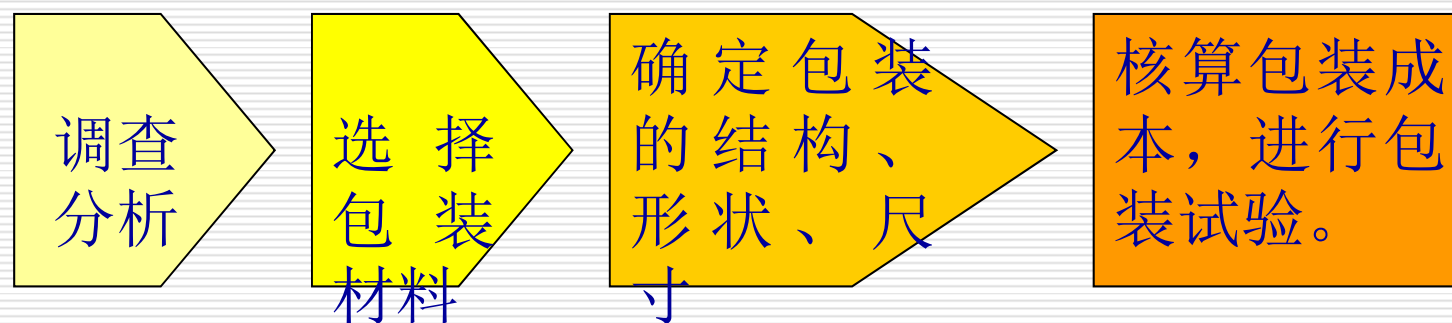 调查
分析
选择
包装
材料
确定包装
的结构、
形状、尺
寸
核算包装成
本，进行包
装试验。